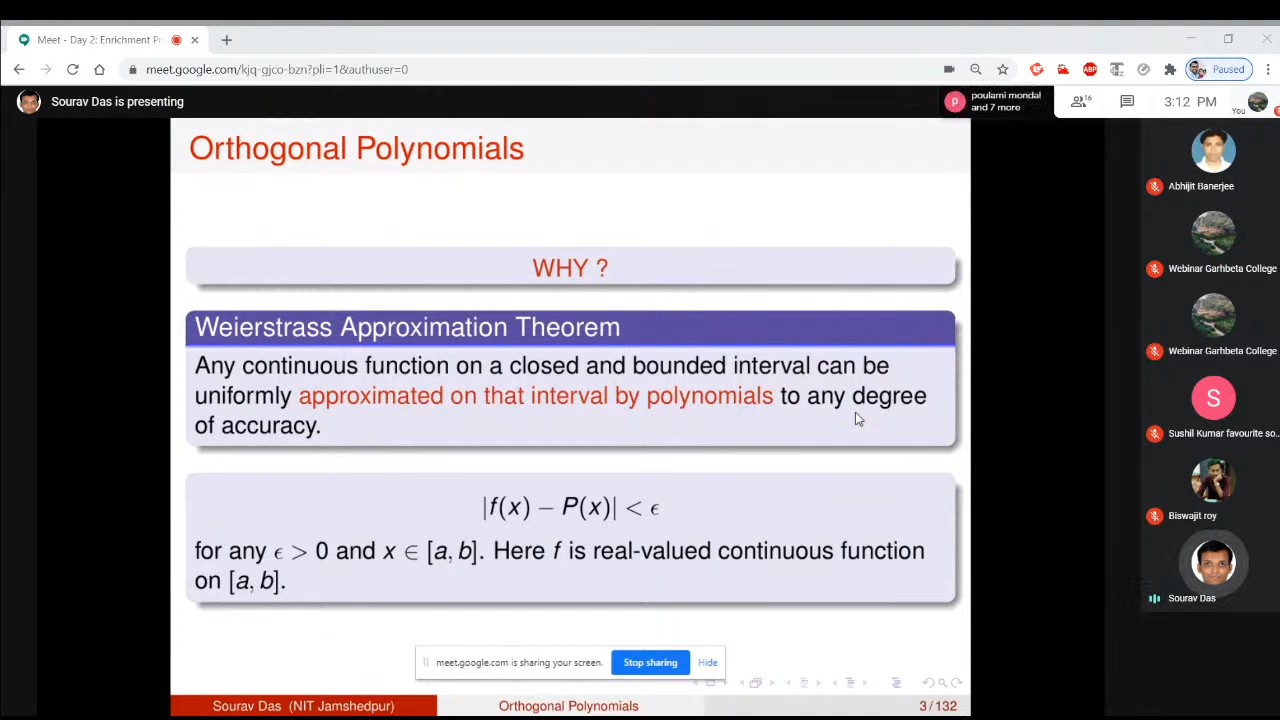 Meet - Day 2: Enrichment Pr
meet.google.com/kjq-gjco-bzn?pli=1&authuser=0
ABP
Paused
Sourav Das is presenting
p
poulami mondal
and 7 more
16
3:12 PM
You
Orthogonal Polynomials
WHY ?
Weierstrass Approximation Theorem
Any continuous function on a closed and bounded interval can be
uniformly approximated on that interval by polynomials to any degree
of accuracy.
|f(x) − P(x)| < ϵ
for any ϵ > 0 and x ∈ [a, b]. Here f is real-valued continuous function
on [a, b].
meet.google.com is sharing your screen.
Stop sharing
Hide
Sourav Das (NIT Jamshedpur)
Orthogonal Polynomials
3 / 132
Abhijit Banerjee
Webinar Garhbeta College
Webinar Garhbeta College
S
Sushil Kumar favourite so...
Biswajit roy
Sourav Das